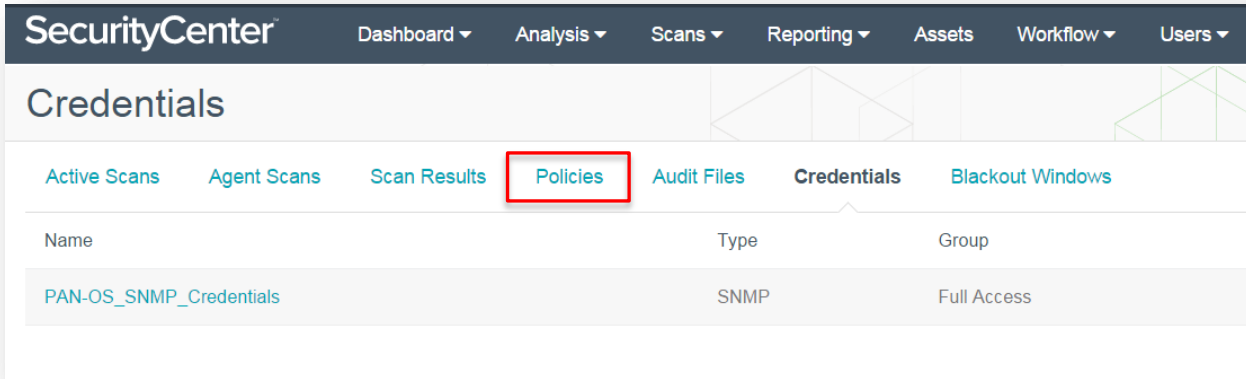 SecurityCenter™ Dashboard Analysis Scans Reporting Assets Workflow Users
Credentials
Active Scans Agent Scans Scan Results Policies Audit Files Credentials Blackout Windows
Name Type Group
PAN-OS_SNMP_Credentials SNMP Full Access